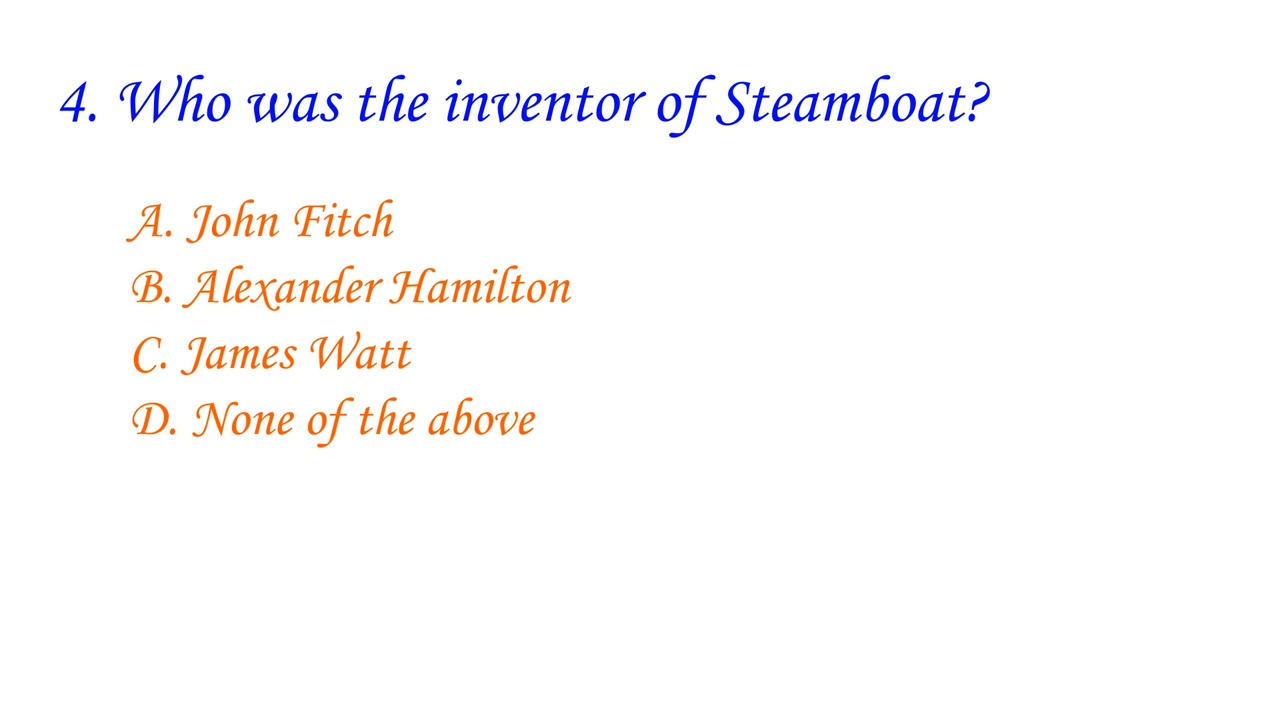 4. Who was the inventor of Steamboat?
A. John Fitch
B. Alexander Hamilton
C. James Watt
D. None of the above